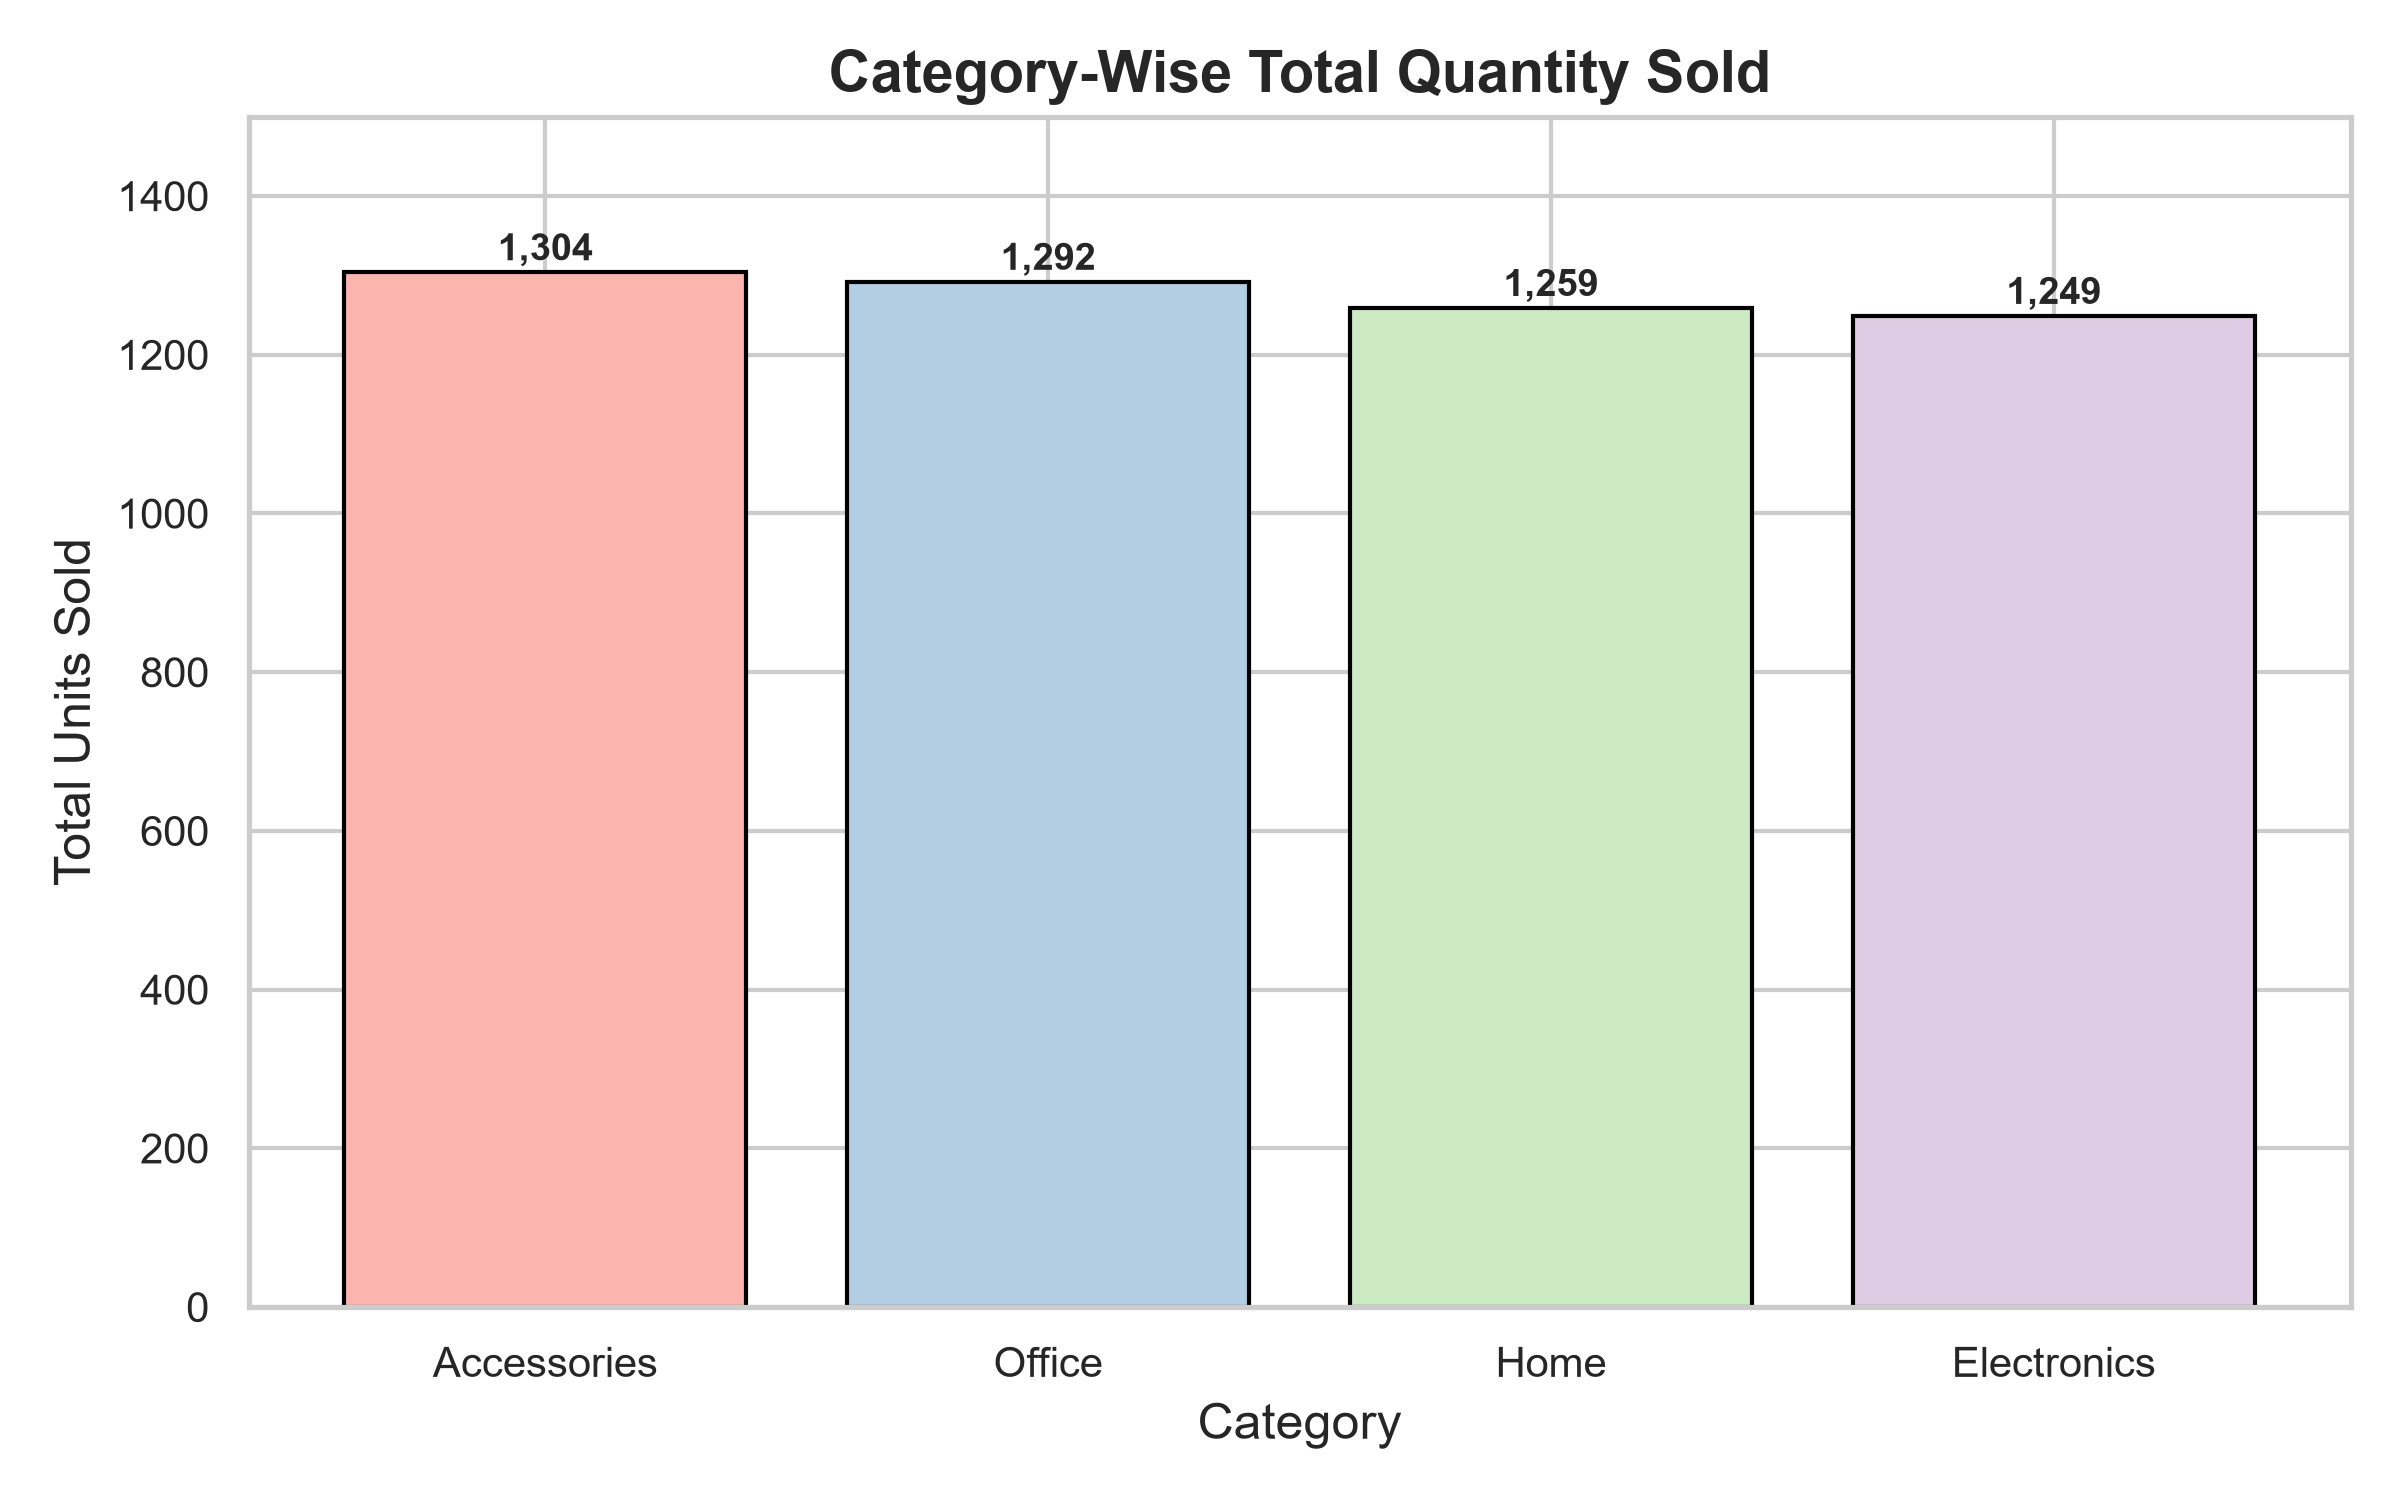 Category-Wise Total Quantity Sold
1400
1200
1000
800
600
400
200
0
Total Units Sold
1,304
1,292
1,259
1,249
Accessories
Office
Home
Electronics
Category